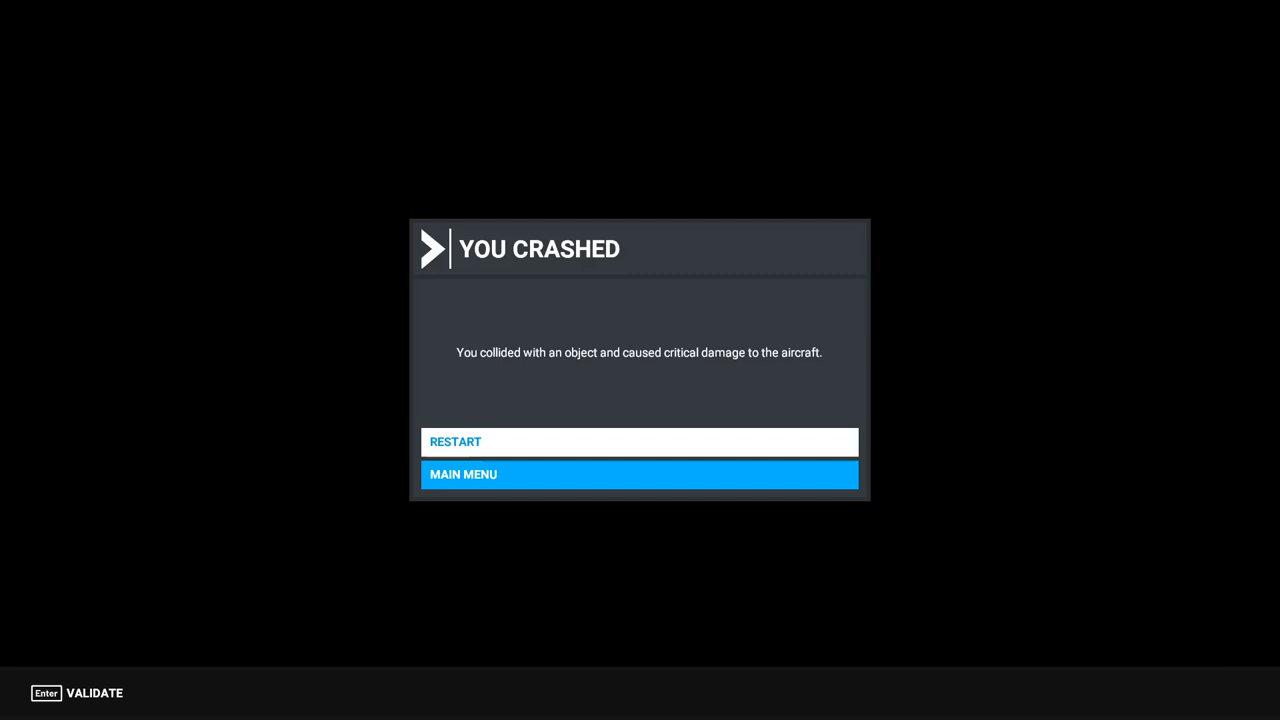 YOU CRASHED
You collided with an object and caused critical damage to the aircraft.
RESTART
MAIN MENU
Enter VALIDATE